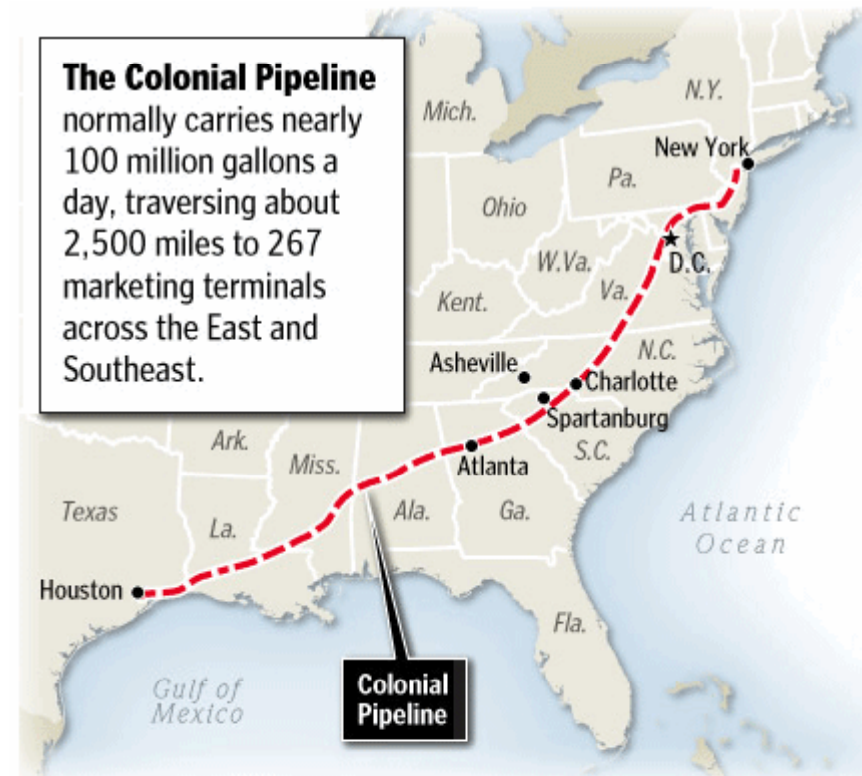 The Colonial Pipeline
normally carries nearly
100 million gallons a
day, traversing about
2,500 miles to 267
marketing terminals
across the East and
Southeast.
Mich.
N.Y.
New York
Pa.
Ohio
W.Va.
D.C.
Va.
Kent.
N.C.
Asheville
Charlotte
Spartanburg
S.C.
Ark.
Miss.
Atlanta
Texas
La.
Ala.
Ga.
Atlantic
Ocean
Houston
Fla.
Gulf of
Mexico
Colonial
Pipeline